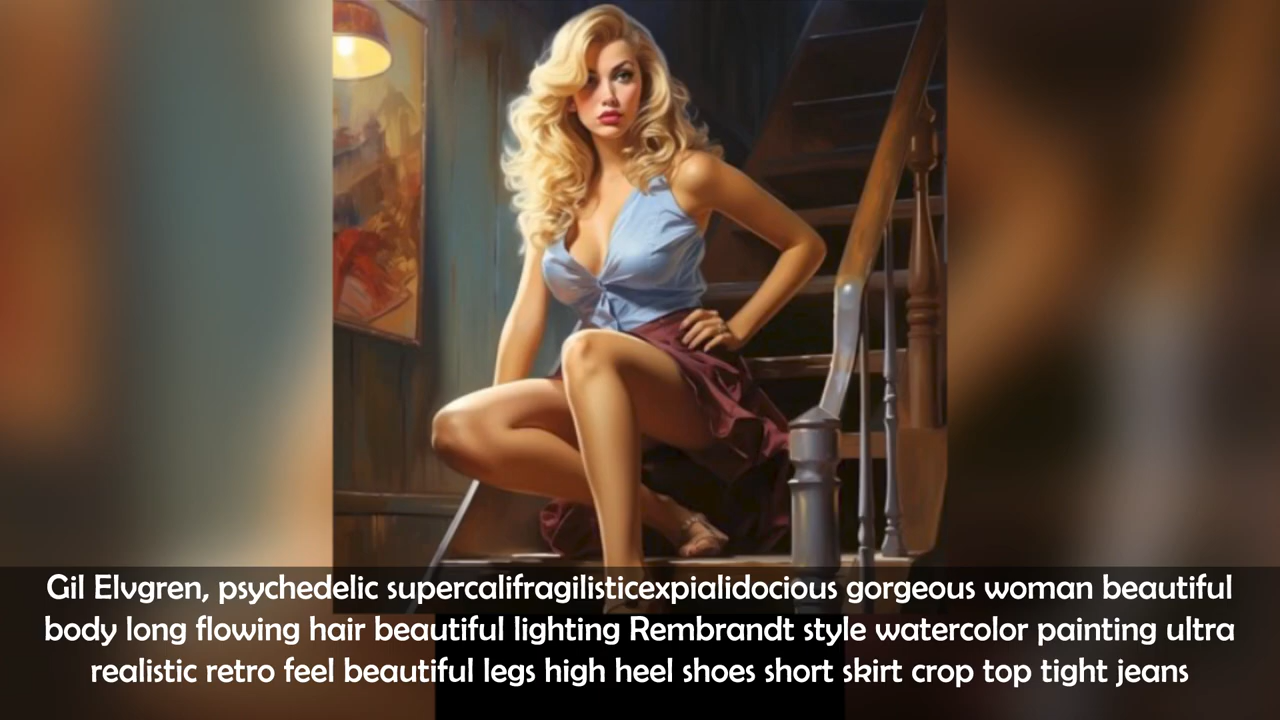 Gil Elvgren, psychedelic supercalifragilisticexpialidocious gorgeous woman beautiful
body long flowing hair beautiful lighting Rembrandt style watercolor painting ultra
realistic retro feel beautiful legs high heel shoes short skirt crop top tight jeans